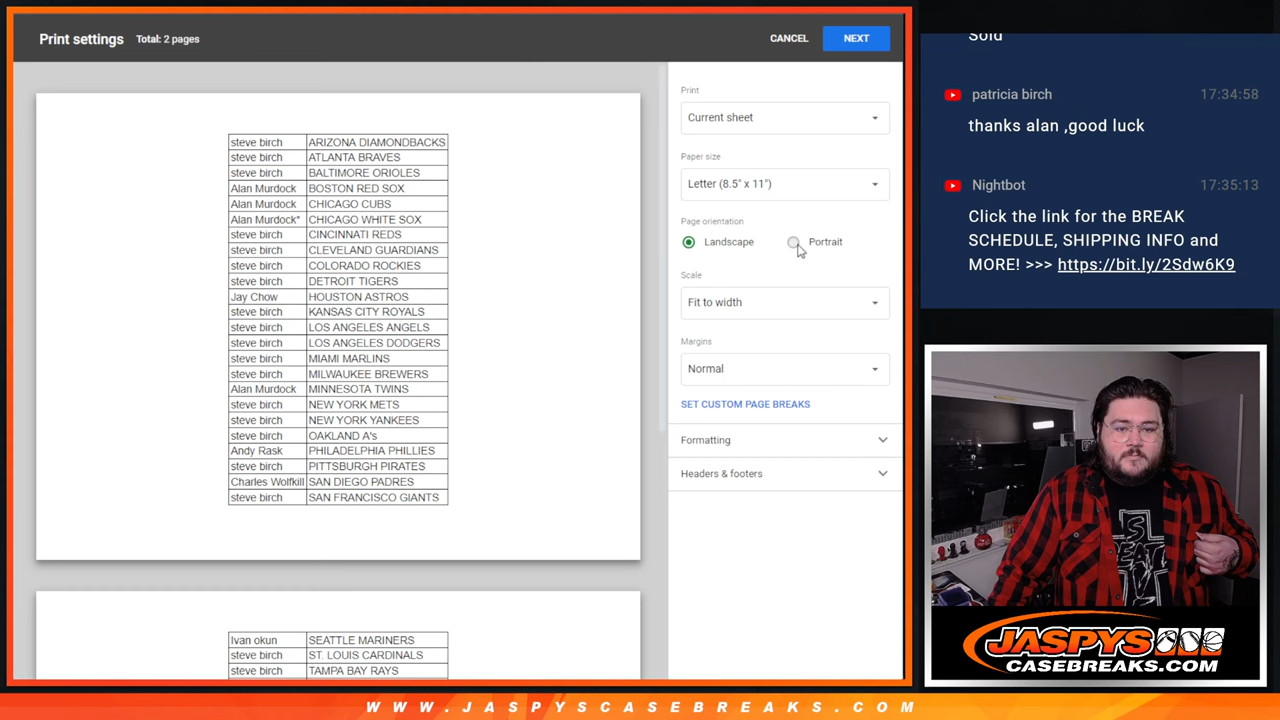 Print settings Total: 2 pages CANCEL NEXT
steve birch ARIZONA DIAMONDBACKS
steve birch ATLANTA BRAVES
steve birch BALTIMORE ORIOLES
Alan Murdock BOSTON RED SOX
Alan Murdock CHICAGO CUBS
Alan Murdock* CHICAGO WHITE SOX
steve birch CINCINNATI REDS
steve birch CLEVELAND GUARDIANS
steve birch COLORADO ROCKIES
steve birch DETROIT TIGERS
Jay Chow HOUSTON ASTROS
steve birch KANSAS CITY ROYALS
steve birch LOS ANGELES ANGELS
steve birch LOS ANGELES DODGERS
steve birch MIAMI MARLINS
steve birch MILWAUKEE BREWERS
Alan Murdock MINNESOTA TWINS
steve birch NEW YORK METS
steve birch NEW YORK YANKEES
steve birch OAKLAND A's
Andy Rask PHILADELPHIA PHILLIES
steve birch PITTSBURGH PIRATES
Charles Wolfkill SAN DIEGO PADRES
steve birch SAN FRANCISCO GIANTS
Ivan okun SEATTLE MARINERS
steve birch ST. LOUIS CARDINALS
steve birch TAMPA BAY RAYS
Print
Current sheet
Paper size
Letter (8.5" x 11")
Page orientation
Landscape Portrait
Scale
Fit to width
Margins
Normal
SET CUSTOM PAGE BREAKS
Formatting
Headers & footers
Sold
patricia birch 17:34:58
thanks alan ,good luck
Nightbot 17:35:13
Click the link for the BREAK
SCHEDULE, SHIPPING INFO and
MORE! >>> https://bit.ly/2Sdw6K9
JASPYS
CASEBREAKS.COM
WWW.JASPYSCASEBREAKS.COM